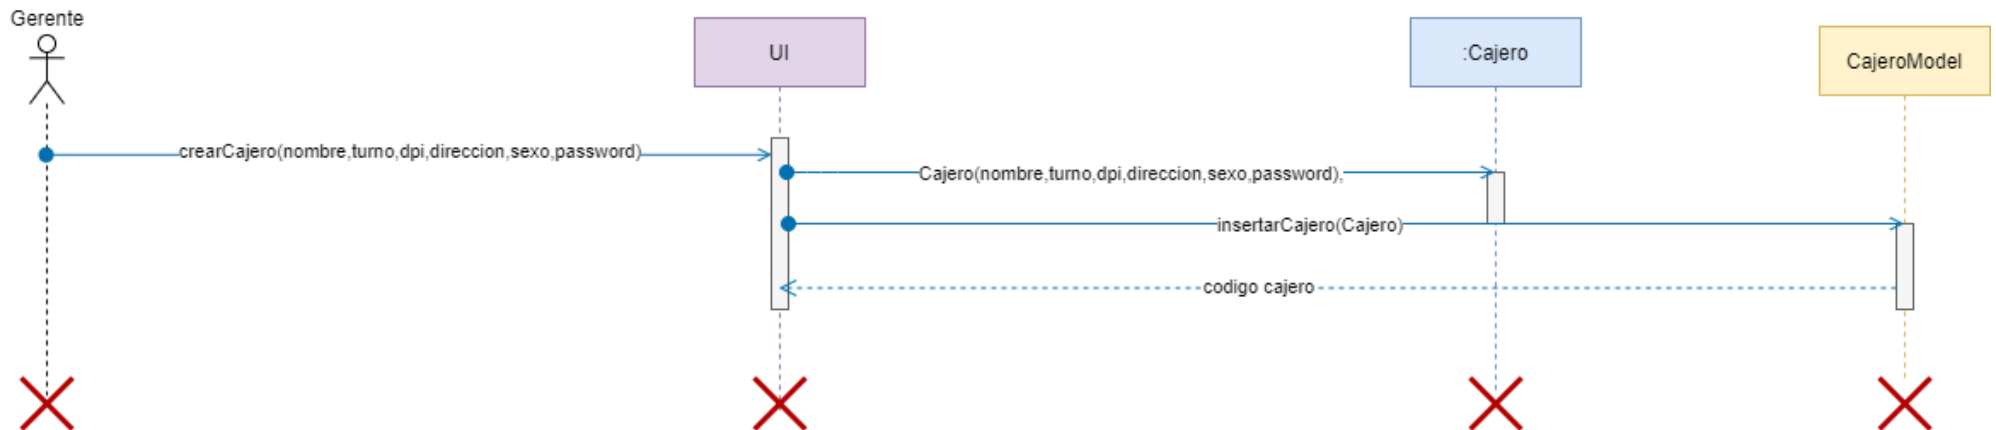 Gerente
UI
:Cajero
CajeroModel
crearCajero(nombre,turno,dpi,direccion,sexo,password)
Cajero(nombre,turno,dpi,direccion,sexo,password),
insertarCajero(Cajero)
codigo cajero